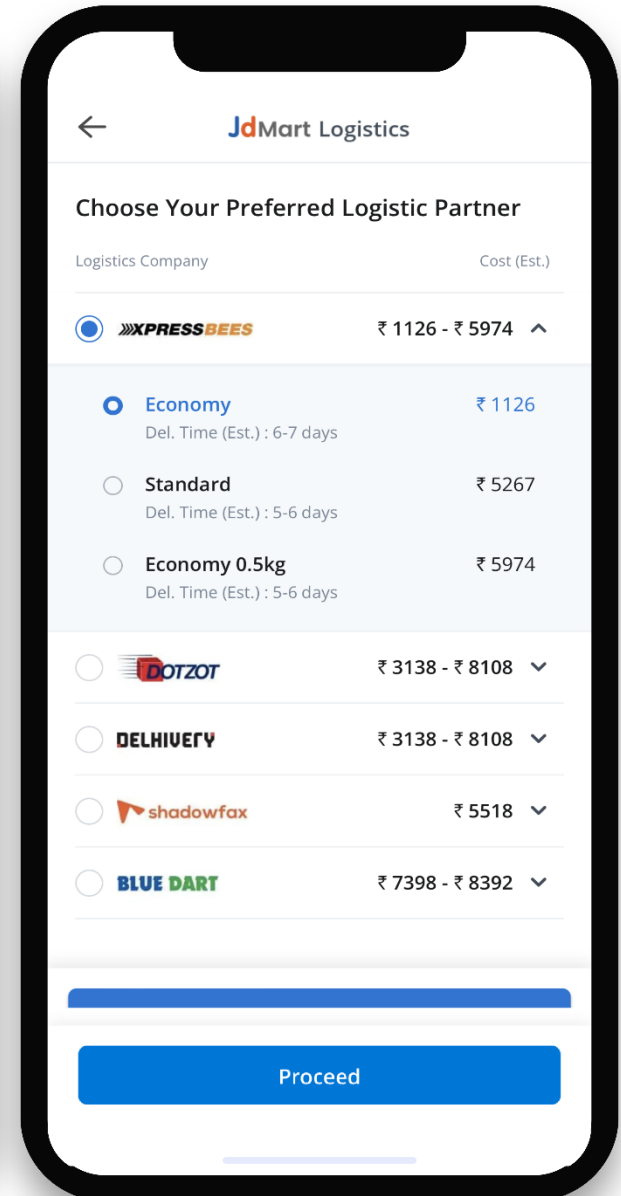 JdMart Logistics
Choose Your Preferred Logistic Partner
Logistics Company Cost (Est.)
XPRESSBEES ₹ 1126 - ₹ 5974
Economy ₹ 1126
Del. Time (Est.) : 6-7 days
Standard ₹ 5267
Del. Time (Est.) : 5-6 days
Economy 0.5kg ₹ 5974
Del. Time (Est.) : 5-6 days
DOTZOT ₹ 3138 - ₹ 8108
DELHIVERY ₹ 3138 - ₹ 8108
shadowfax ₹ 5518
BLUE DART ₹ 7398 - ₹ 8392
Proceed